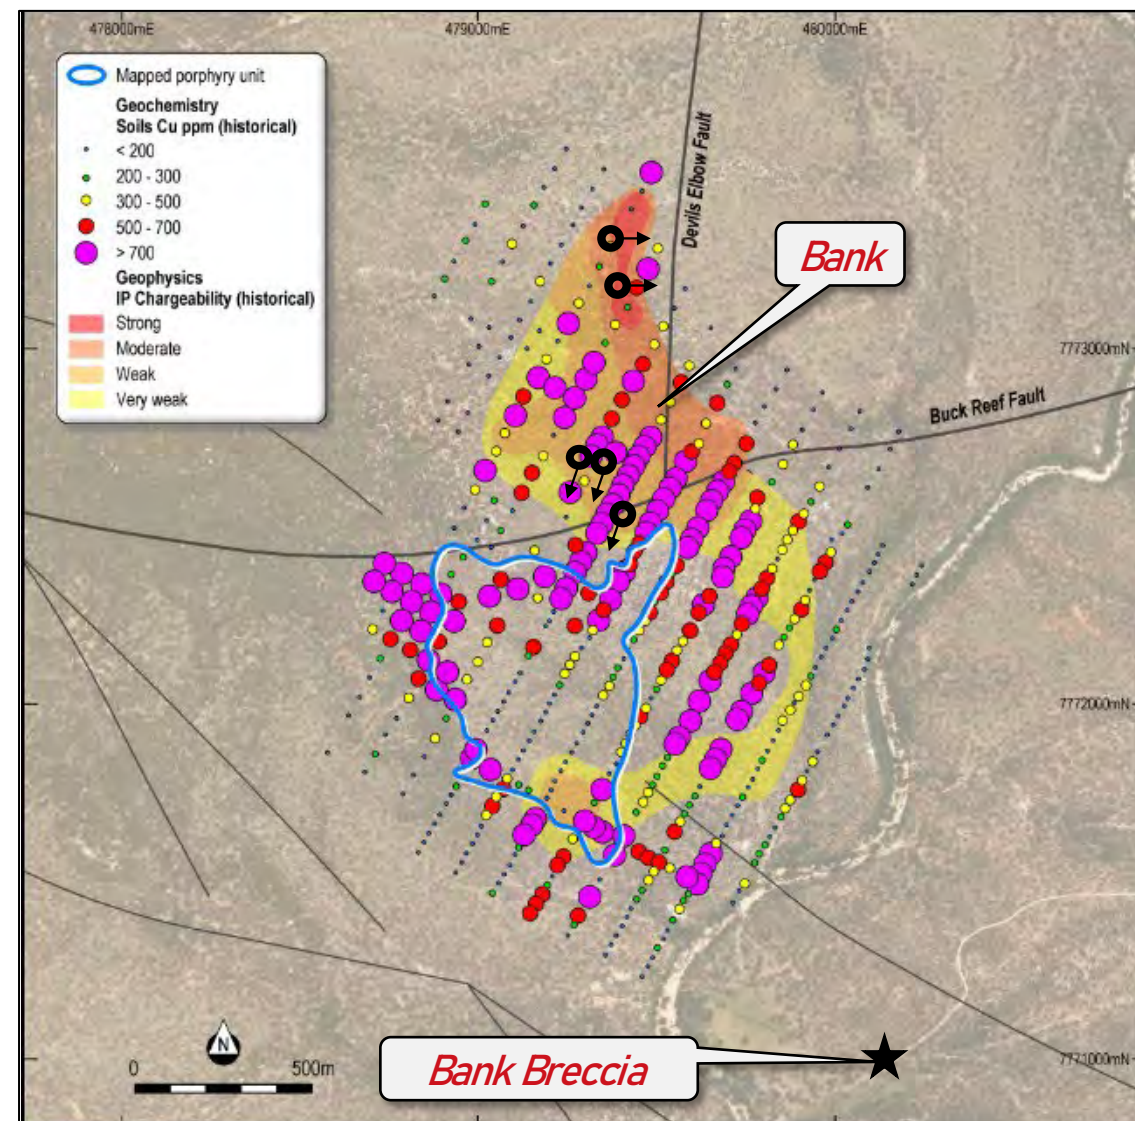 478000mE
479000mE
480000mE
Mapped porphyry unit
Geochemistry
Soils Cu ppm (historical)
< 200
200 - 300
300 - 500
500 - 700
> 700
Geophysics
IP Chargeability (historical)
Strong
Moderate
Weak
Very weak
Devils Elbow Fault
Bank
7773000mN
Buck Reef Fault
7772000mN
7771000mN
N
0
500m
Bank Breccia